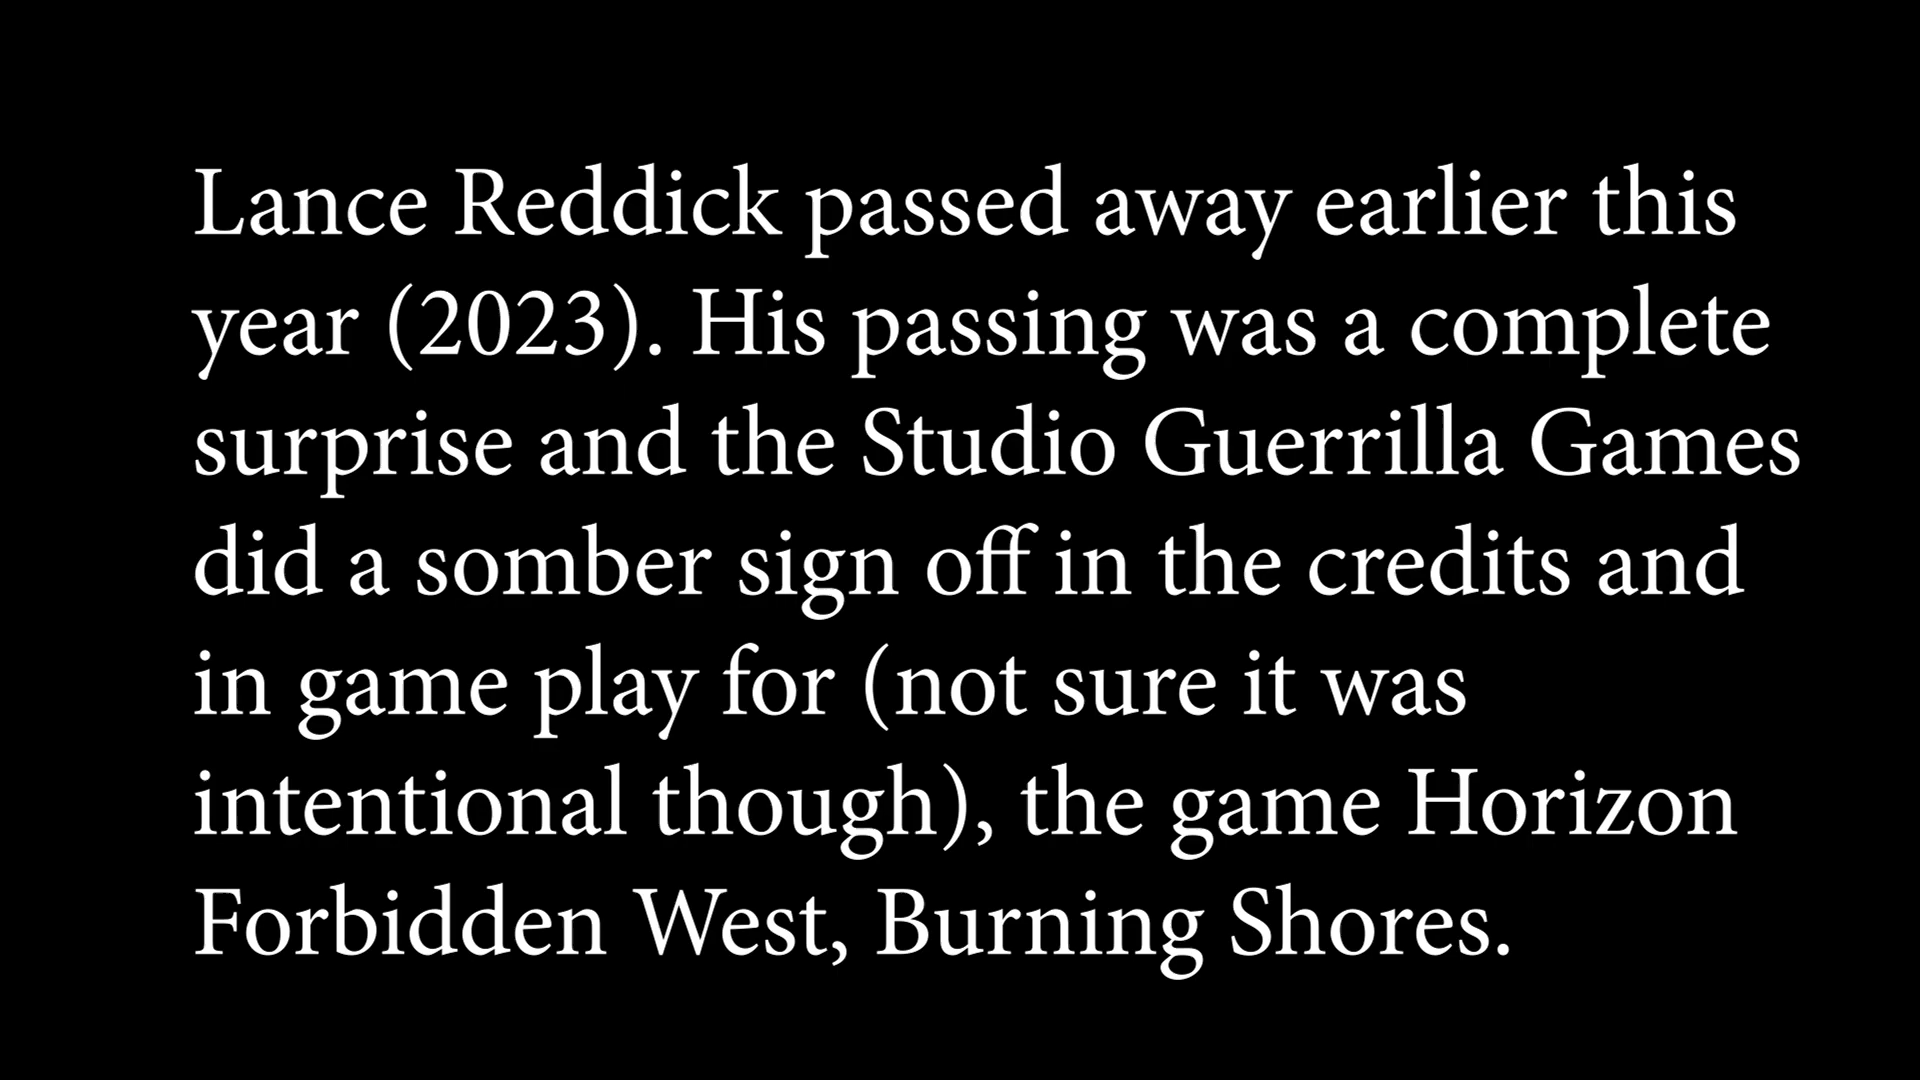 Lance Reddick passed away earlier this
year (2023). His passing was a complete
surprise and the Studio Guerrilla Games
did a somber sign off in the credits and
in game play for (not sure it was
intentional though), the game Horizon
Forbidden West, Burning Shores.